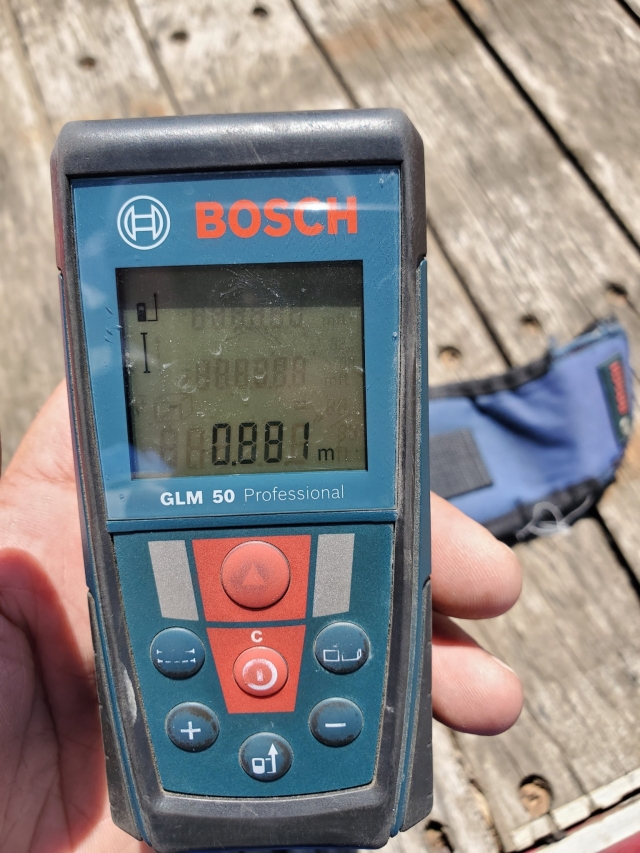 BOSCH
0.881 m
GLM 50 Professional
C
+
−